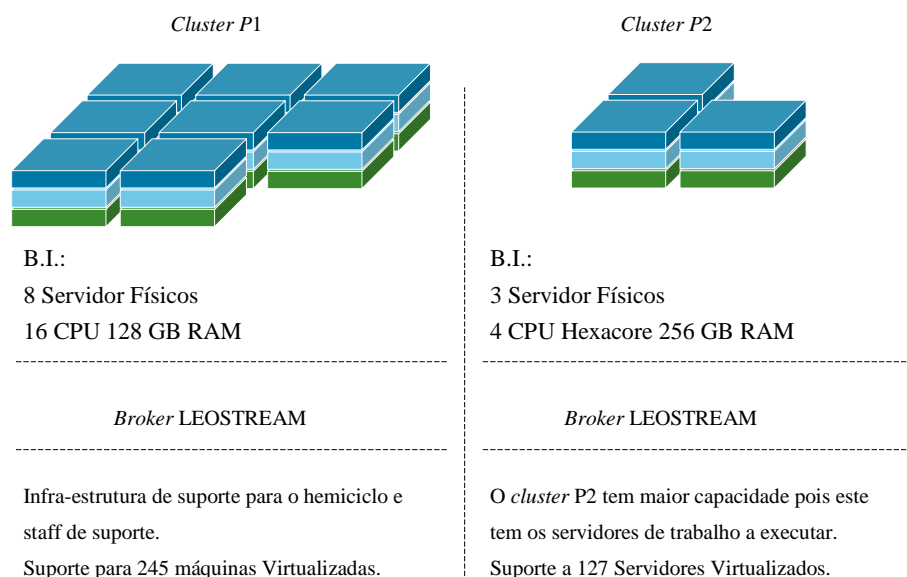 Cluster P1
B.I.:
8 Servidor Físicos
16 CPU 128 GB RAM
Broker LEOSTREAM
Infra-estrutura de suporte para o hemiciclo e
staff de suporte.
Suporte para 245 máquinas Virtualizadas.
Cluster P2
B.I.:
3 Servidor Físicos
4 CPU Hexacore 256 GB RAM
Broker LEOSTREAM
O cluster P2 tem maior capacidade pois este
tem os servidores de trabalho a executar.
Suporte a 127 Servidores Virtualizados.